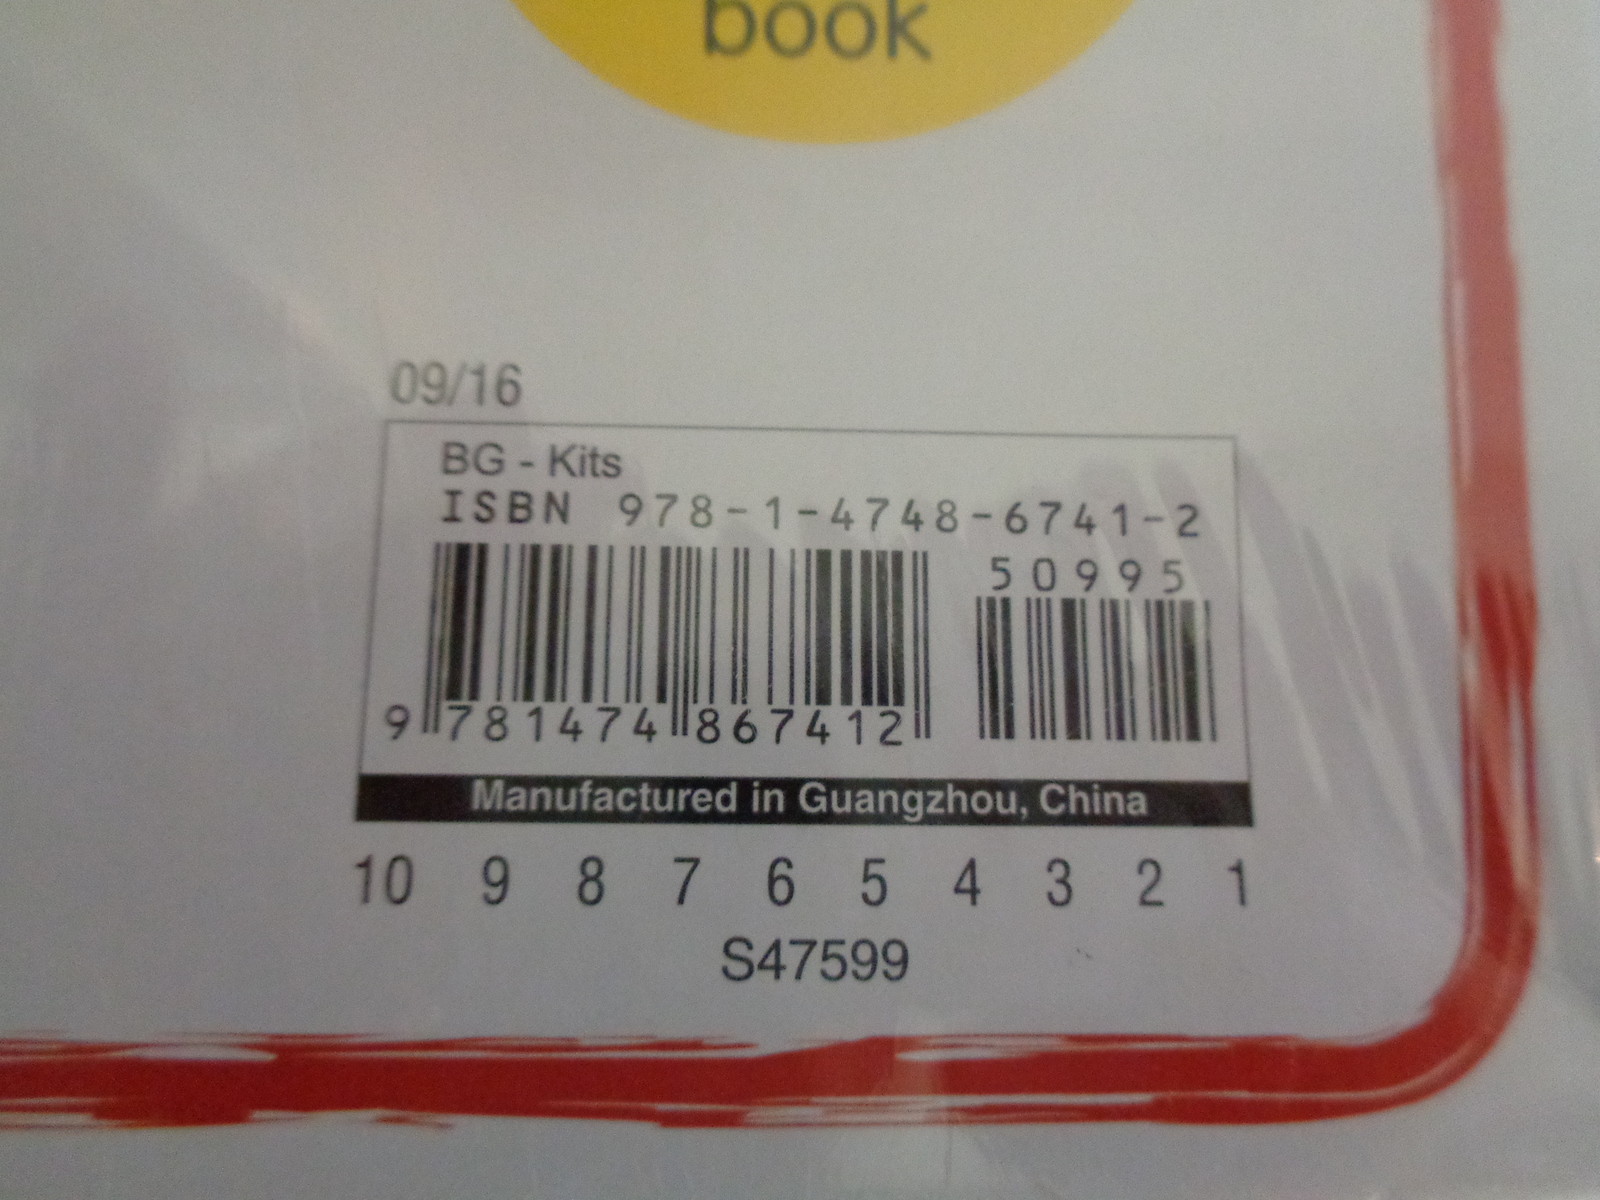 book
09/16
BG - Kits
ISBN 978-1-4748-6741-2
50995
9 781474 867412
Manufactured in Guangzhou, China
10 9 8 7 6 5 4 3 2 1
S47599